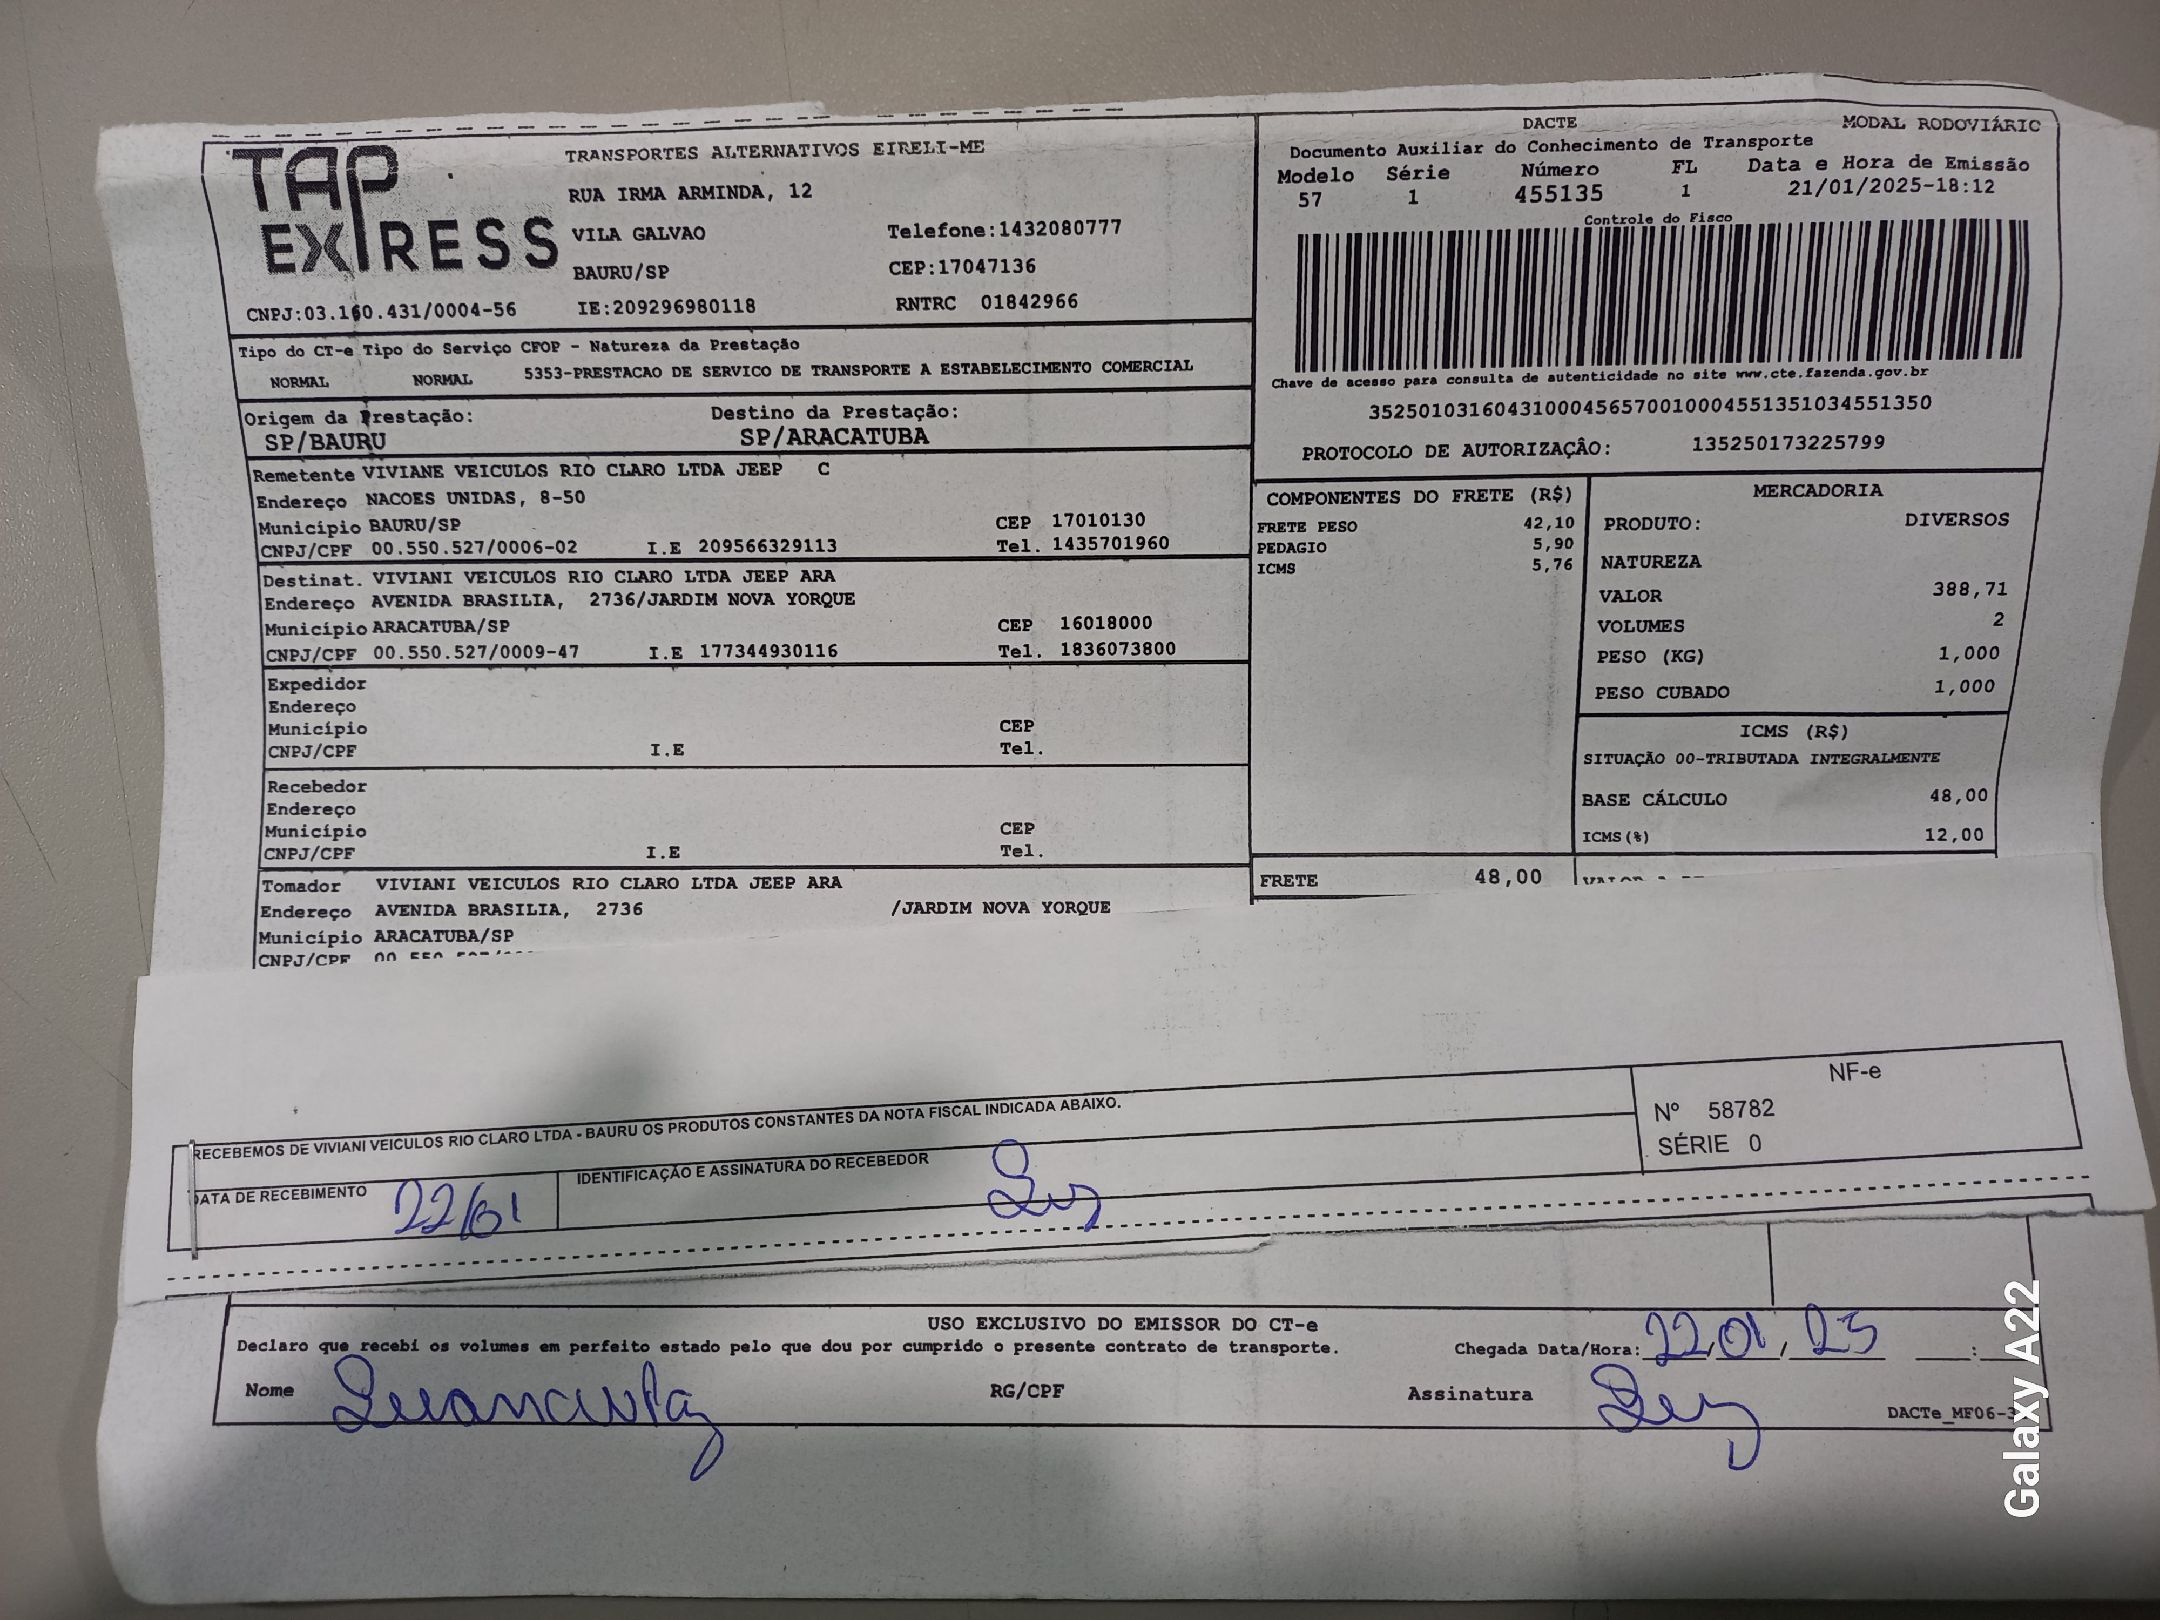 TAP EXPRESS
TRANSPORTES ALTERNATIVOS EIRELI-ME
RUA IRMA ARMINDA, 12
VILA GALVAO Telefone:1432080777
BAURU/SP CEP:17047136
CNPJ:03.160.431/0004-56 IE:209296980118 RNTRC 01842966
DACTE MODAL RODOVIÁRIO
Documento Auxiliar do Conhecimento de Transporte
Modelo Série Número FL Data e Hora de Emissão
57 1 455135 1 21/01/2025-18:12
Controle do Fisco
Chave de acesso para consulta de autenticidade no site www.cte.fazenda.gov.br
35250103160431000456570010004551351034551350
PROTOCOLO DE AUTORIZAÇÂO: 135250173225799
Tipo do CT-e Tipo do Serviço CFOP - Natureza da Prestação
NORMAL NORMAL 5353-PRESTACAO DE SERVICO DE TRANSPORTE A ESTABELECIMENTO COMERCIAL
Origem da Prestação: Destino da Prestação:
SP/BAURU SP/ARACATUBA
Remetente VIVIANE VEICULOS RIO CLARO LTDA JEEP C
Endereço NACOES UNIDAS, 8-50
Município BAURU/SP CEP 17010130
CNPJ/CPF 00.550.527/0006-02 I.E 209566329113 Tel. 1435701960
Destinat. VIVIANI VEICULOS RIO CLARO LTDA JEEP ARA
Endereço AVENIDA BRASILIA, 2736/JARDIM NOVA YORQUE
Município ARACATUBA/SP CEP 16018000
CNPJ/CPF 00.550.527/0009-47 I.E 177344930116 Tel. 1836073800
Expedidor
Endereço
Município CEP
CNPJ/CPF I.E Tel.
Recebedor
Endereço
Município CEP
CNPJ/CPF I.E Tel.
Tomador VIVIANI VEICULOS RIO CLARO LTDA JEEP ARA
Endereço AVENIDA BRASILIA, 2736 /JARDIM NOVA YORQUE
Município ARACATUBA/SP
CNPJ/CPF
COMPONENTES DO FRETE (R$)
FRETE PESO 42,10
PEDAGIO 5,90
ICMS 5,76
FRETE 48,00
MERCADORIA
PRODUTO: DIVERSOS
NATUREZA
VALOR 388,71
VOLUMES 2
PESO (KG) 1,000
PESO CUBADO 1,000
ICMS (R$)
SITUAÇÃO 00-TRIBUTADA INTEGRALMENTE
BASE CÁLCULO 48,00
ICMS(%) 12,00
RECEBEMOS DE VIVIANI VEICULOS RIO CLARO LTDA - BAURU OS PRODUTOS CONSTANTES DA NOTA FISCAL INDICADA ABAIXO.
DATA DE RECEBIMENTO 22/01 IDENTIFICAÇÃO E ASSINATURA DO RECEBEDOR
NF-e
Nº 58782
SÉRIE 0
USO EXCLUSIVO DO EMISSOR DO CT-e
Declaro que recebi os volumes em perfeito estado pelo que dou por cumprido o presente contrato de transporte. Chegada Data/Hora: 22/01/25 :
Nome RG/CPF Assinatura
DACTe_MF06-
Galaxy A22